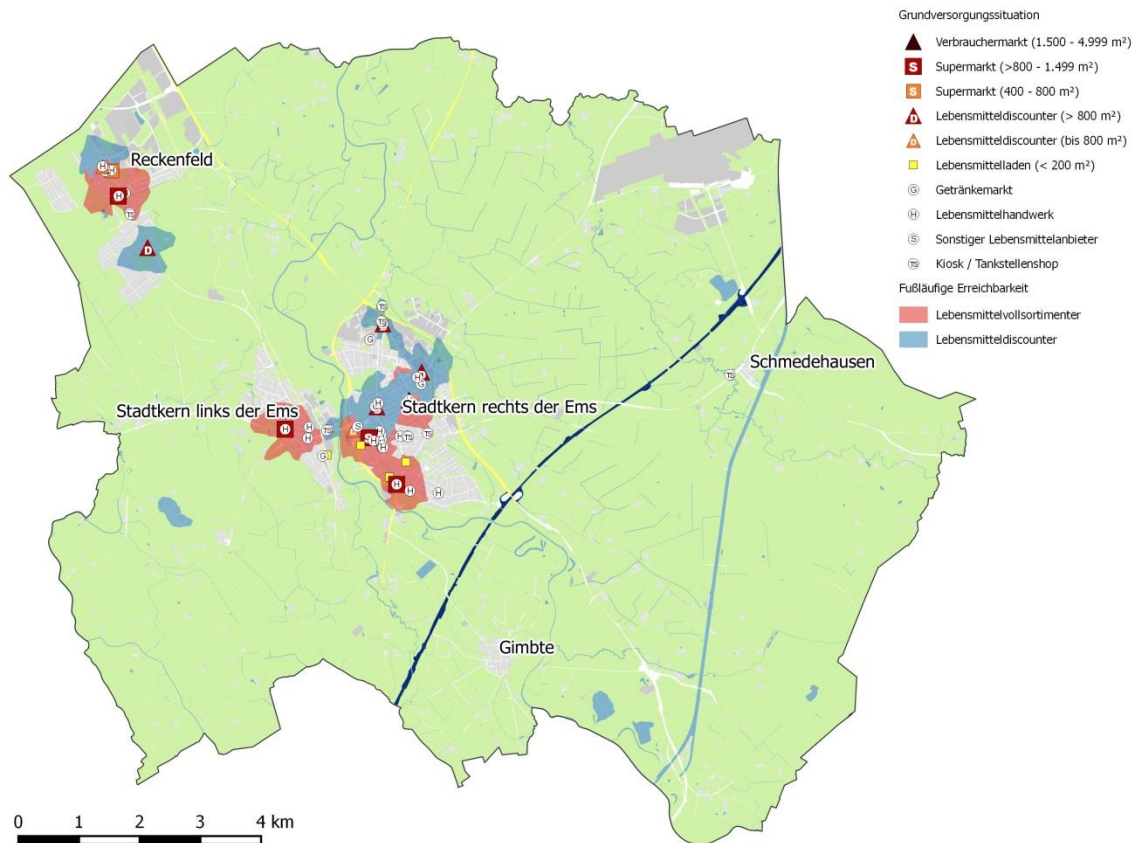 Grundversorgungssituation
Verbrauchermarkt (1.500 - 4.999 m²)
S Supermarkt (>800 - 1.499 m²)
S Supermarkt (400 - 800 m²)
D Lebensmitteldiscounter (> 800 m²)
D Lebensmitteldiscounter (bis 800 m²)
Lebensmittelladen (< 200 m²)
G Getränkemarkt
H Lebensmittelhandwerk
S Sonstiger Lebensmittelanbieter
TS Kiosk / Tankstellenshop
Fußläufige Erreichbarkeit
Lebensmittelvollsortimenter
Lebensmitteldiscounter
Reckenfeld
Schmedehausen
Stadtkern links der Ems
Stadtkern rechts der Ems
Gimbte
0 1 2 3 4 km